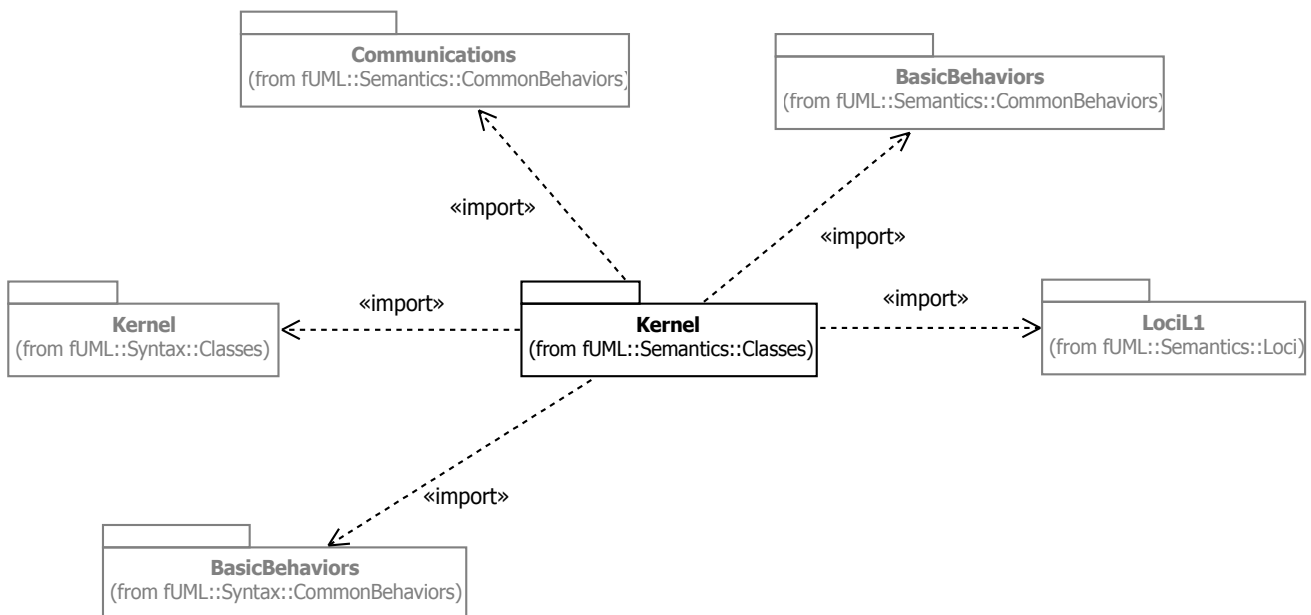 Communications
(from fUML::Semantics::CommonBehaviors)
BasicBehaviors
(from fUML::Semantics::CommonBehaviors)
«import»
«import»
Kernel
(from fUML::Syntax::Classes)
«import»
Kernel
(from fUML::Semantics::Classes)
«import»
LociL1
(from fUML::Semantics::Loci)
«import»
BasicBehaviors
(from fUML::Syntax::CommonBehaviors)